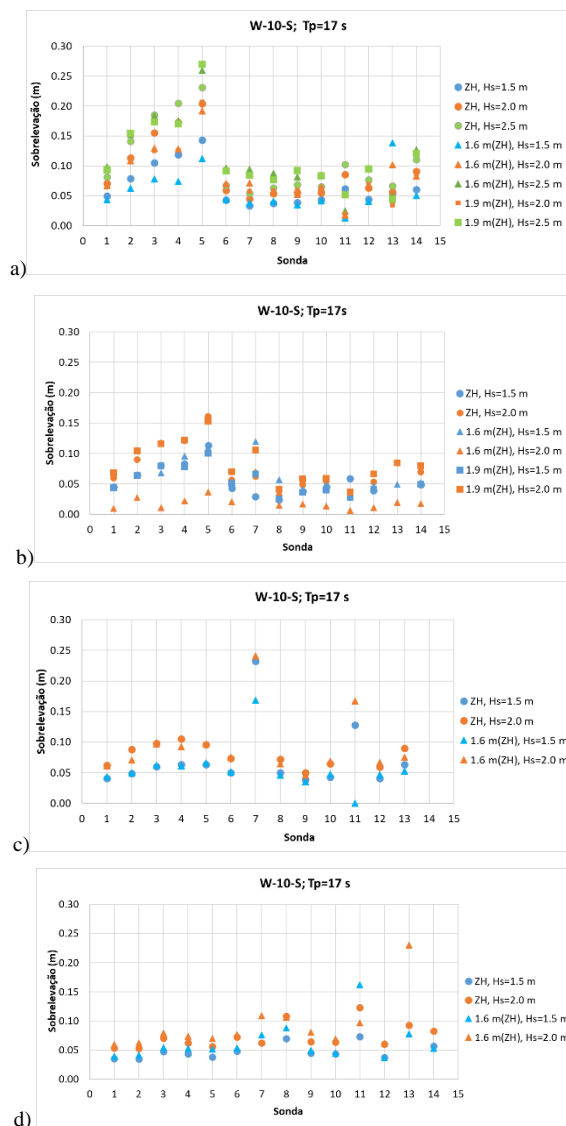 W-10-S; Tp=17 s
Sobrelevação (m)
0.30
0.25
0.20
0.15
0.10
0.05
0.00
0 1 2 3 4 5 6 7 8 9 10 11 12 13 14 15
Sonda
ZH, Hs=1.5 m
ZH, Hs=2.0 m
ZH, Hs=2.5 m
1.6 m(ZH), Hs=1.5 m
1.6 m(ZH), Hs=2.0 m
1.6 m(ZH), Hs=2.5 m
1.9 m(ZH), Hs=2.0 m
1.9 m(ZH), Hs=2.5 m
a)
W-10-S; Tp=17s
Sobrelevação (m)
0.30
0.25
0.20
0.15
0.10
0.05
0.00
0 1 2 3 4 5 6 7 8 9 10 11 12 13 14 15
Sonda
ZH, Hs=1.5 m
ZH, Hs=2.0 m
1.6 m(ZH), Hs=1.5 m
1.6 m(ZH), Hs=2.0 m
1.9 m(ZH), Hs=1.5 m
1.9 m(ZH), Hs=2.0 m
b)
W-10-S; Tp=17 s
Sobrelevação (m)
0.30
0.25
0.20
0.15
0.10
0.05
0.00
0 1 2 3 4 5 6 7 8 9 10 11 12 13 14 15
Sonda
ZH, Hs=1.5 m
ZH, Hs=2.0 m
1.6 m(ZH), Hs=1.5 m
1.6 m(ZH), Hs=2.0 m
c)
W-10-S; Tp=17 s
Sobrelevação (m)
0.30
0.25
0.20
0.15
0.10
0.05
0.00
0 1 2 3 4 5 6 7 8 9 10 11 12 13 14 15
Sonda
ZH, Hs=1.5 m
ZH, Hs=2.0 m
1.6 m(ZH), Hs=1.5 m
1.6 m(ZH), Hs=2.0 m
d)